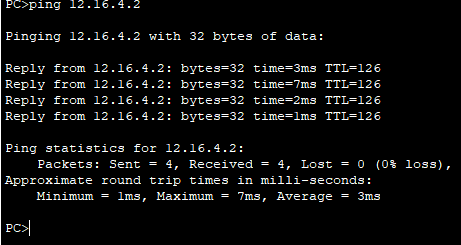 PC>ping 12.16.4.2
Pinging 12.16.4.2 with 32 bytes of data:
Reply from 12.16.4.2: bytes=32 time=3ms TTL=126
Reply from 12.16.4.2: bytes=32 time=7ms TTL=126
Reply from 12.16.4.2: bytes=32 time=2ms TTL=126
Reply from 12.16.4.2: bytes=32 time=1ms TTL=126
Ping statistics for 12.16.4.2:
    Packets: Sent = 4, Received = 4, Lost = 0 (0% loss),
Approximate round trip times in milli-seconds:
    Minimum = 1ms, Maximum = 7ms, Average = 3ms
PC>